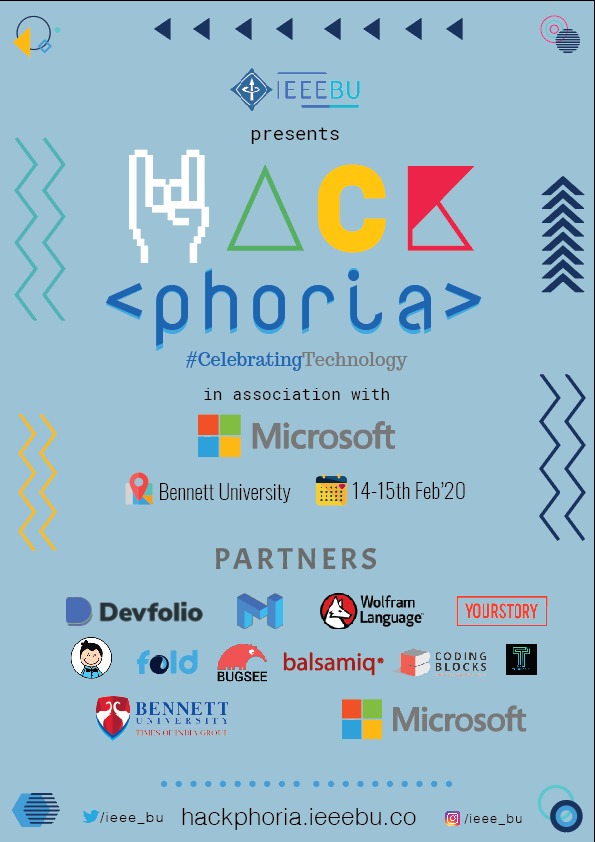 IEEEBU
presents
HACK
<phoria>
#CelebratingTechnology
in association with
Microsoft
Bennett University 14-15th Feb'20
PARTNERS
Devfolio Wolfram Language™ YOURSTORY
fold BUGSEE balsamiq® CODING BLOCKS
BENNETT
UNIVERSITY
TIMES OF INDIA GROUP
Microsoft
/ieee_bu hackphoria.ieeebu.co /ieee_bu